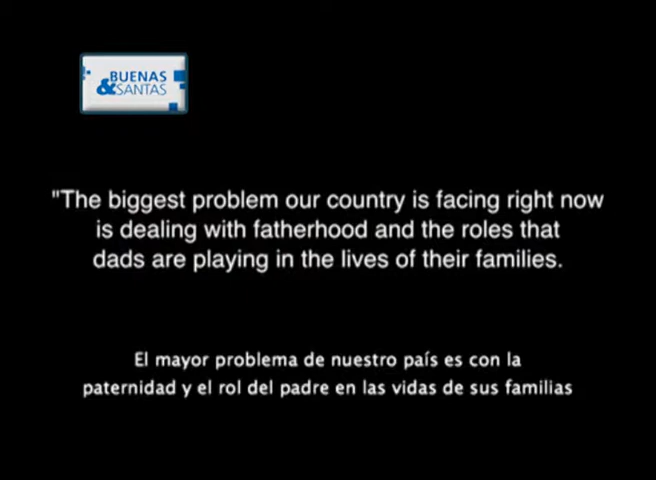 BUENAS
&SANTAS
"The biggest problem our country is facing right now
is dealing with fatherhood and the roles that
dads are playing in the lives of their families.
El mayor problema de nuestro país es con la
paternidad y el rol del padre en las vidas de sus familias